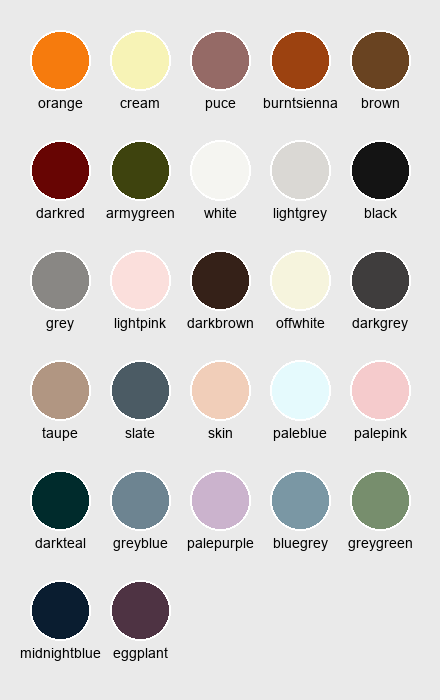 orange cream puce burntsienna brown
darkred armygreen white lightgrey black
grey lightpink darkbrown offwhite darkgrey
taupe slate skin paleblue palepink
darkteal greyblue palepurple bluegrey greygreen
midnightblue eggplant